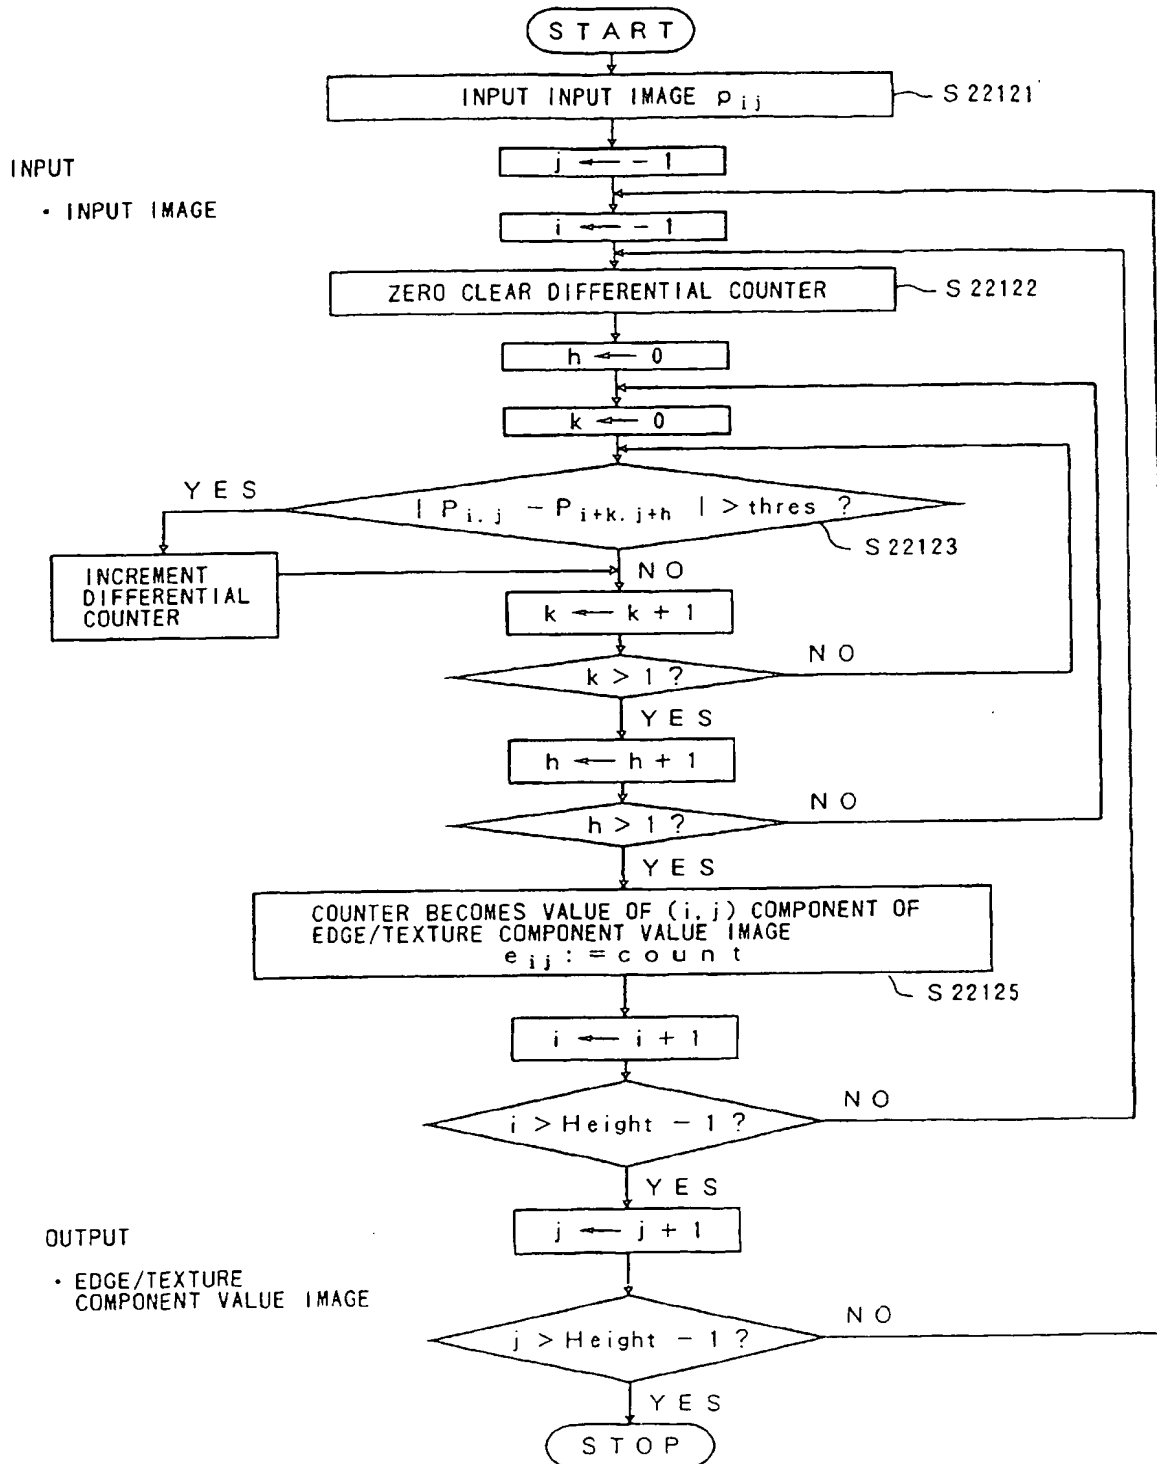 START
INPUT INPUT IMAGE p i j
S22121
INPUT
j ← - 1
• INPUT IMAGE
i ← - 1
ZERO CLEAR DIFFERENTIAL COUNTER
S22122
h ← 0
k ← 0
YES
| P i, j - P i+k, j+h | > thres ?
S22123
INCREMENT
DIFFERENTIAL
COUNTER
NO
k ← k + 1
NO
k > 1 ?
YES
h ← h + 1
NO
h > 1 ?
YES
COUNTER BECOMES VALUE OF (i, j) COMPONENT OF
EDGE/TEXTURE COMPONENT VALUE IMAGE
e i j := count
S22125
i ← i + 1
NO
i > Height - 1 ?
YES
j ← j + 1
OUTPUT
• EDGE/TEXTURE
COMPONENT VALUE IMAGE
NO
j > Height - 1 ?
YES
STOP